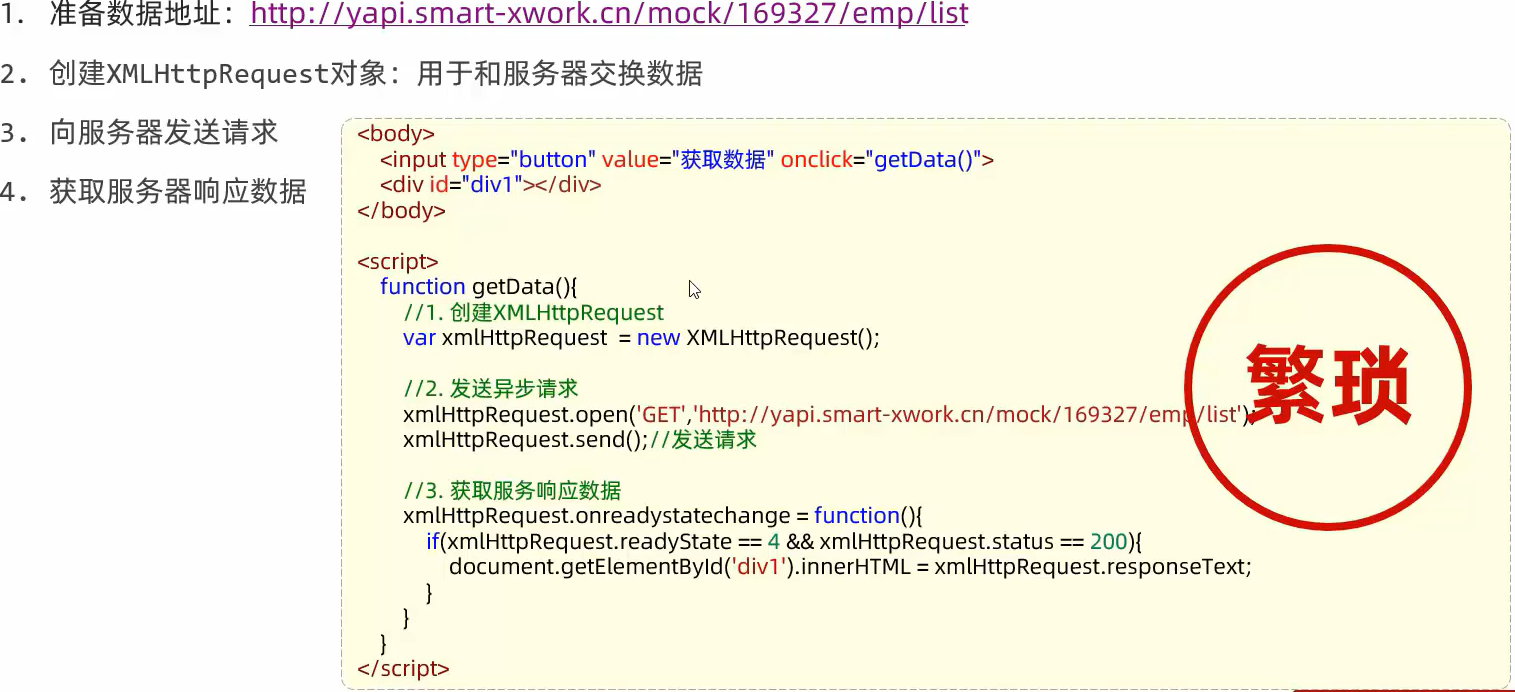 1. 准备数据地址：http://yapi.smart-xwork.cn/mock/169327/emp/list
2. 创建XMLHttpRequest对象：用于和服务器交换数据
3. 向服务器发送请求
4. 获取服务器响应数据
<body>
<input type="button" value="获取数据" onclick="getData()">
<div id="div1"></div>
</body>
<script>
function getData(){
//1. 创建XMLHttpRequest
var xmlHttpRequest = new XMLHttpRequest();
//2. 发送异步请求
xmlHttpRequest.open('GET','http://yapi.smart-xwork.cn/mock/169327/emp/list');
xmlHttpRequest.send();//发送请求
//3. 获取服务响应数据
xmlHttpRequest.onreadystatechange = function(){
if(xmlHttpRequest.readyState == 4 && xmlHttpRequest.status == 200){
document.getElementById('div1').innerHTML = xmlHttpRequest.responseText;
}
}
}
</script>
繁琐